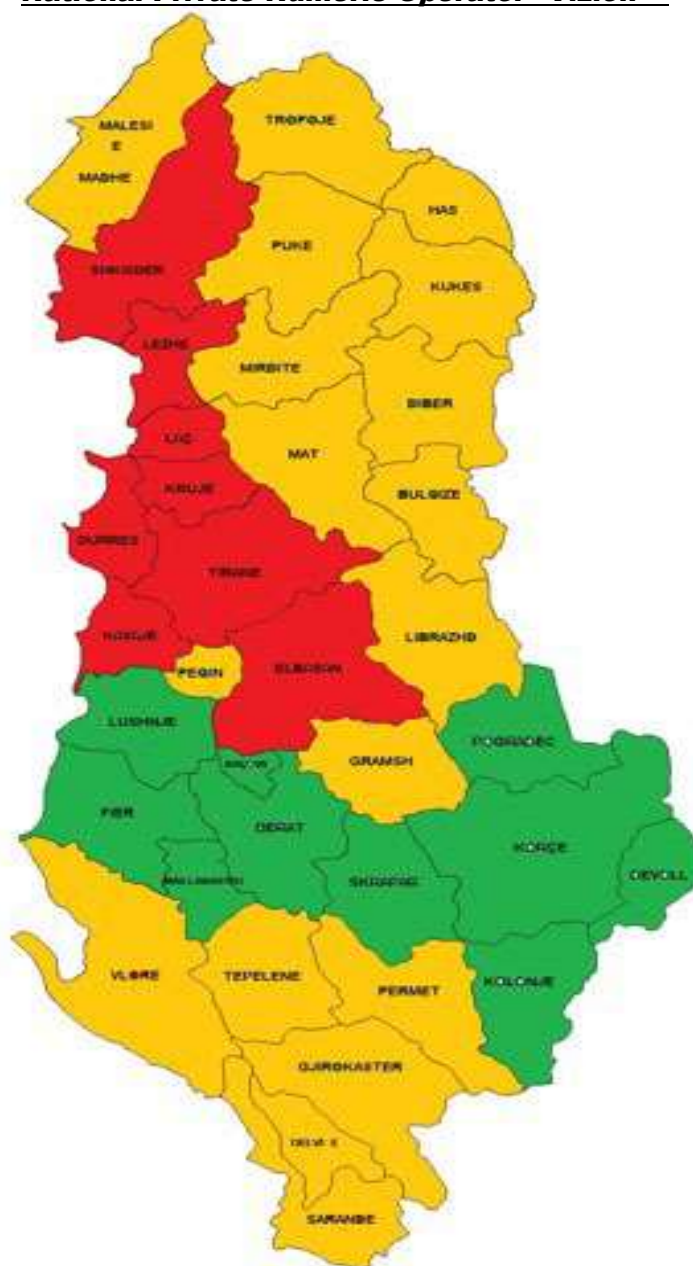 MALESI
E
MADHE
TROPOJE
HAS
PUKE
KUKES
SHKODER
LEZHE
MIRDITE
DIBER
LAC
MAT
KRUJE
BULQIZE
DURRES
TIRANE
LIBRAZHD
KAVAJE
PEQIN
ELBASAN
LUSHNJE
POGRADEC
GRAMSH
FIER
BERAT
KORÇE
SKRAPAR
DEVOLL
VLORE
TEPELENE
PERMET
KOLONJE
GJIROKASTER
SARANDE